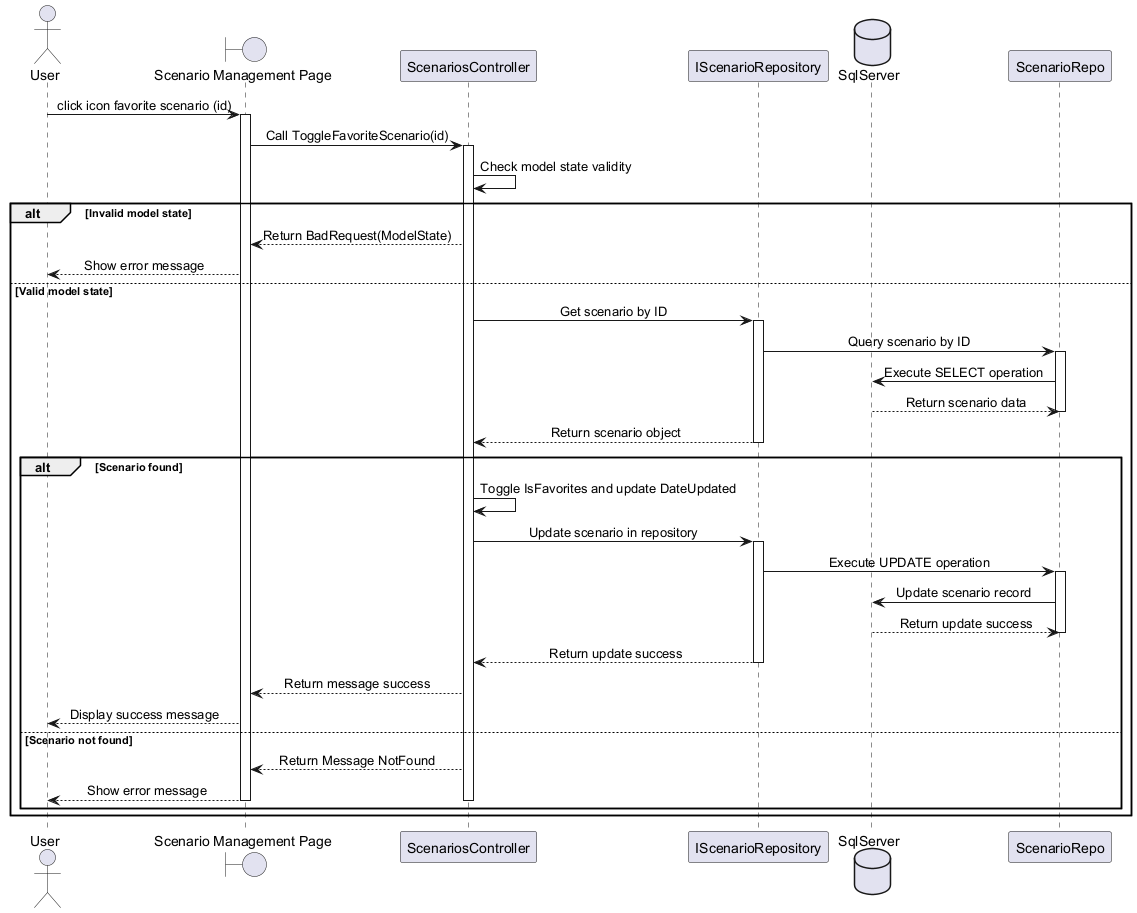 User
Scenario Management Page
ScenariosController
IScenarioRepository
SqlServer
ScenarioRepo
click icon favorite scenario (id)
Call ToggleFavoriteScenario(id)
Check model state validity
alt
[Invalid model state]
Return BadRequest(ModelState)
Show error message
[Valid model state]
Get scenario by ID
Query scenario by ID
Execute SELECT operation
Return scenario data
Return scenario object
alt
[Scenario found]
Toggle IsFavorites and update DateUpdated
Update scenario in repository
Execute UPDATE operation
Update scenario record
Return update success
Return update success
Return message success
Display success message
[Scenario not found]
Return Message NotFound
Show error message
User
Scenario Management Page
ScenariosController
IScenarioRepository
SqlServer
ScenarioRepo